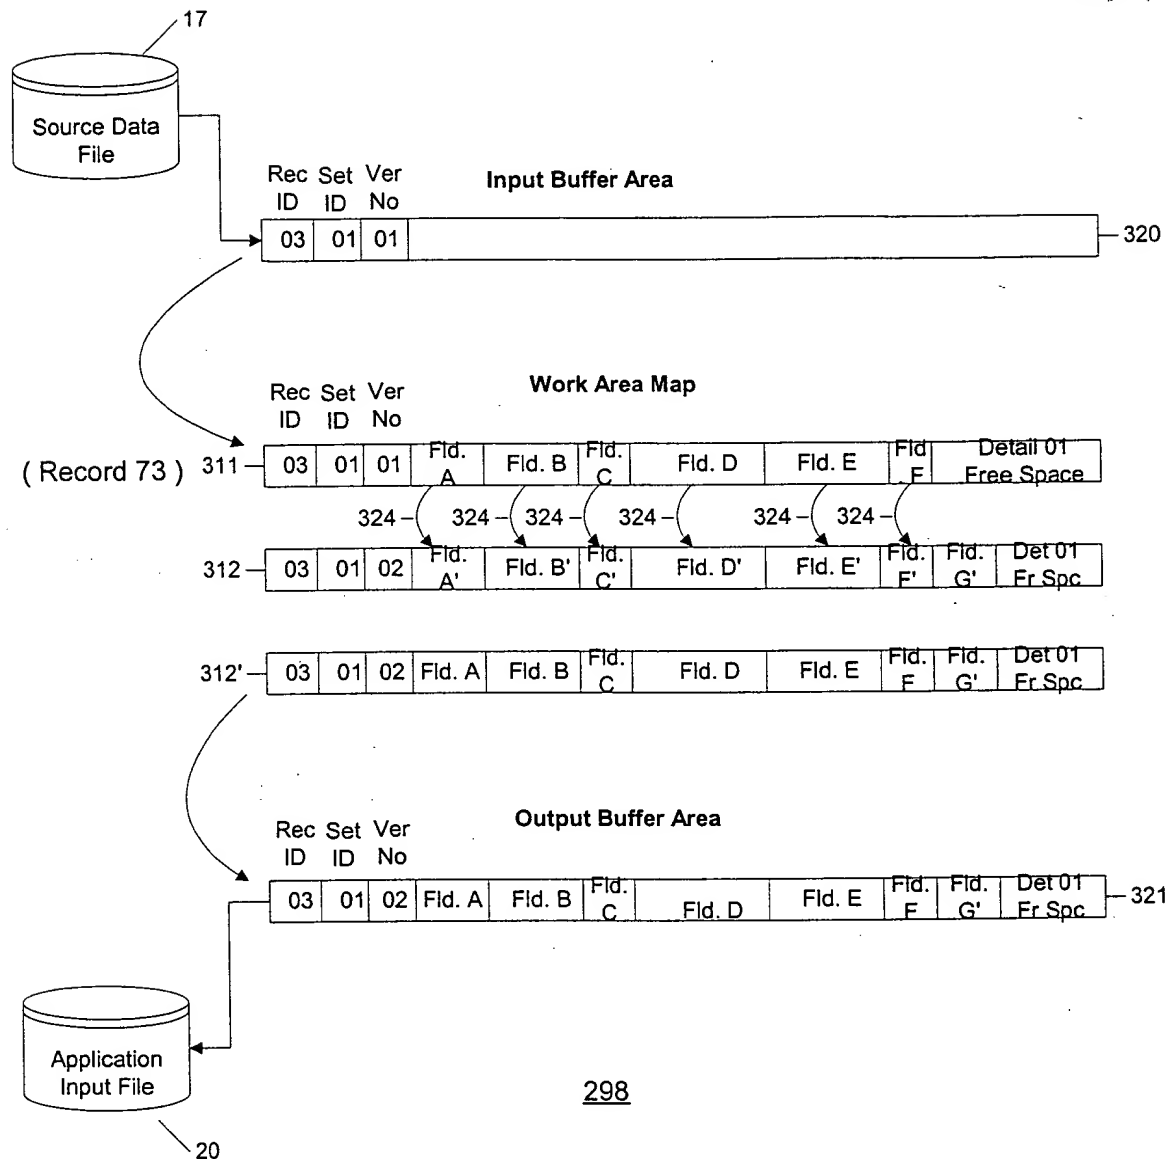 17
Source Data
File
Rec Set Ver
ID ID No
Input Buffer Area
03 01 01
320
Work Area Map
Rec Set Ver
ID ID No
( Record 73 ) 311
03 01 01 Fld. A Fld. B Fld. C Fld. D Fld. E Fld F Detail 01 Free Space
324 324 324 324 324 324
312
03 01 02 Fld. A' Fld. B' Fld. C' Fld. D' Fld. E' Fld. F' Fld. G' Det 01 Fr Spc
312'
03 01 02 Fld. A Fld. B Fld. C Fld. D Fld. E Fld. F Fld. G' Det 01 Fr Spc
Output Buffer Area
Rec Set Ver
ID ID No
03 01 02 Fld. A Fld. B Fld. C Fld. D Fld. E Fld. F Fld. G' Det 01 Fr Spc
321
Application
Input File
20
298